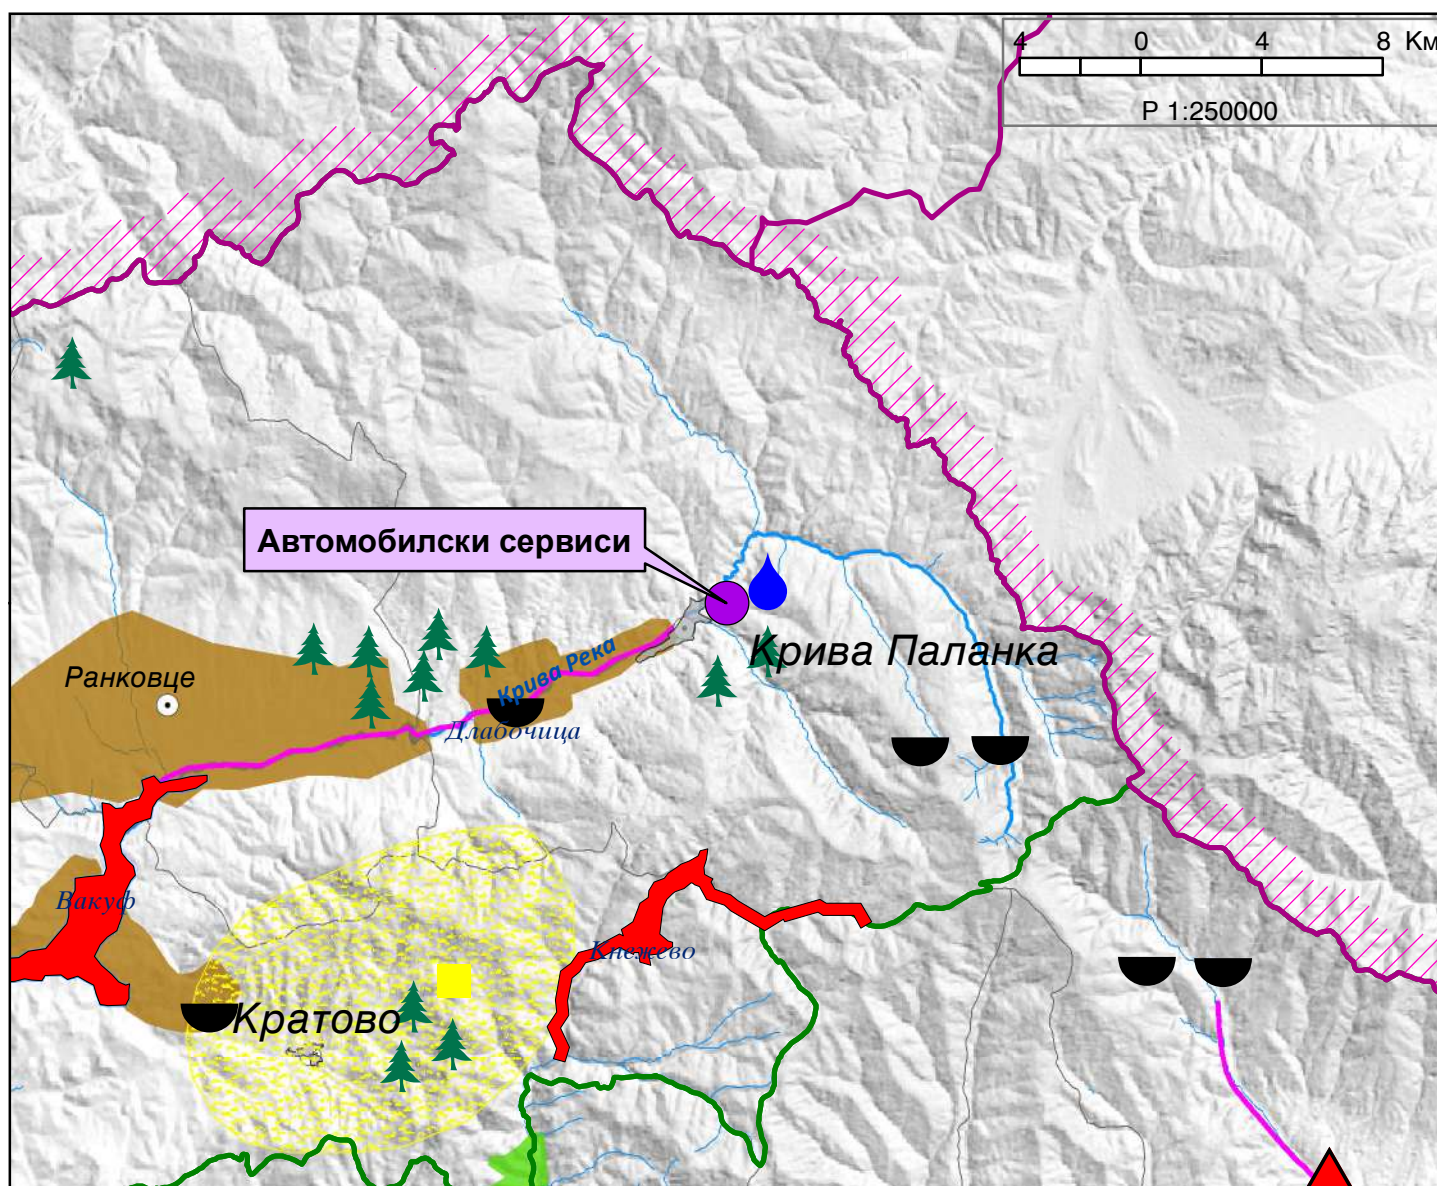 4 0 4 8 Км
Р 1:250000
Автомобилски сервиси
Крива Паланка
Крива Река
Ранковце
Длабочица
Вакуф
Кнежево
Кратово